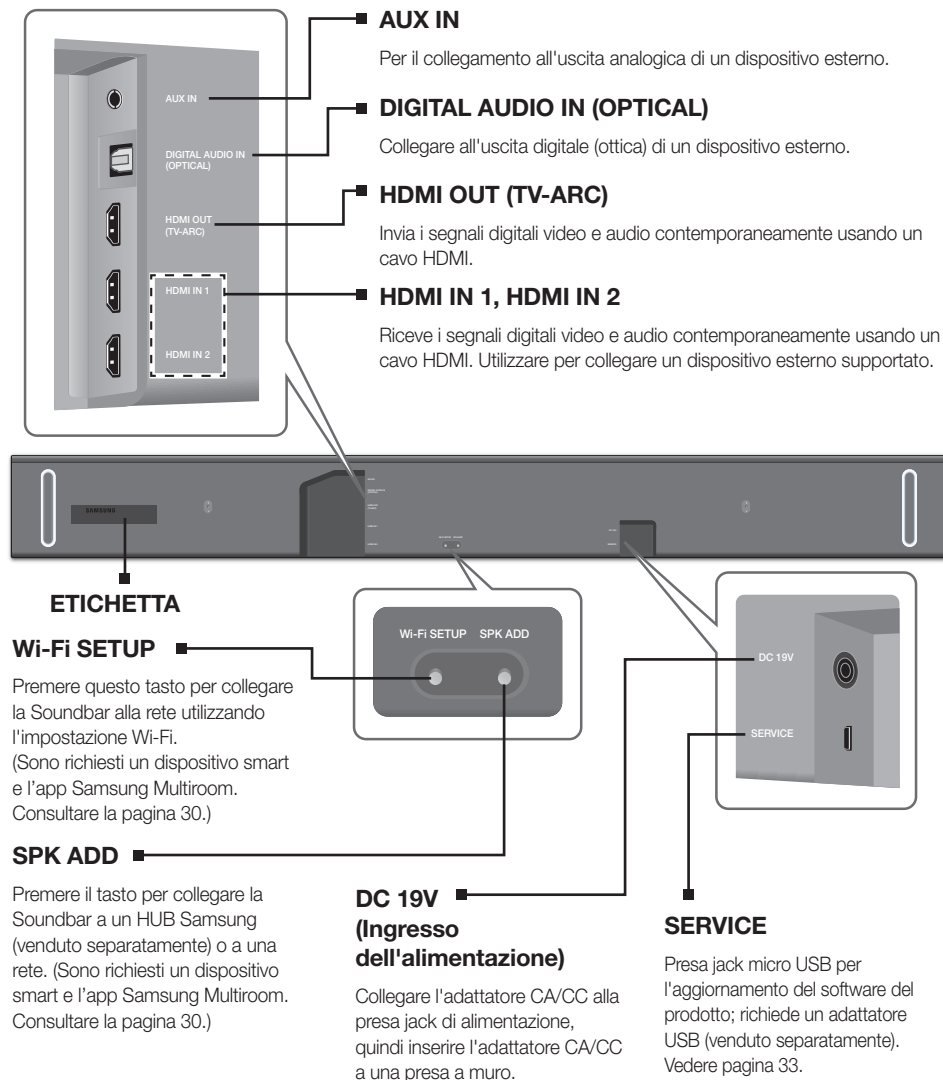 AUX IN
Per il collegamento all'uscita analogica di un dispositivo esterno.
DIGITAL AUDIO IN (OPTICAL)
Collegare all'uscita digitale (ottica) di un dispositivo esterno.
HDMI OUT (TV-ARC)
Invia i segnali digitali video e audio contemporaneamente usando un
cavo HDMI.
HDMI IN 1, HDMI IN 2
Riceve i segnali digitali video e audio contemporaneamente usando un
cavo HDMI. Utilizzare per collegare un dispositivo esterno supportato.
AUX IN
DIGITAL AUDIO IN
(OPTICAL)
HDMI OUT
(TV-ARC)
HDMI IN 1
HDMI IN 2
SAMSUNG
ETICHETTA
Wi-Fi SETUP
Premere questo tasto per collegare
la Soundbar alla rete utilizzando
l'impostazione Wi-Fi.
(Sono richiesti un dispositivo smart
e l’app Samsung Multiroom.
Consultare la pagina 30.)
SPK ADD
Premere il tasto per collegare la
Soundbar a un HUB Samsung
(venduto separatamente) o a una
rete. (Sono richiesti un dispositivo
smart e l’app Samsung Multiroom.
Consultare la pagina 30.)
Wi-Fi SETUP SPK ADD
DC 19V
(Ingresso
dell'alimentazione)
Collegare l'adattatore CA/CC alla
presa jack di alimentazione,
quindi inserire l'adattatore CA/CC
a una presa a muro.
DC 19V
SERVICE
SERVICE
Presa jack micro USB per
l'aggiornamento del software del
prodotto; richiede un adattatore
USB (venduto separatamente).
Vedere pagina 33.